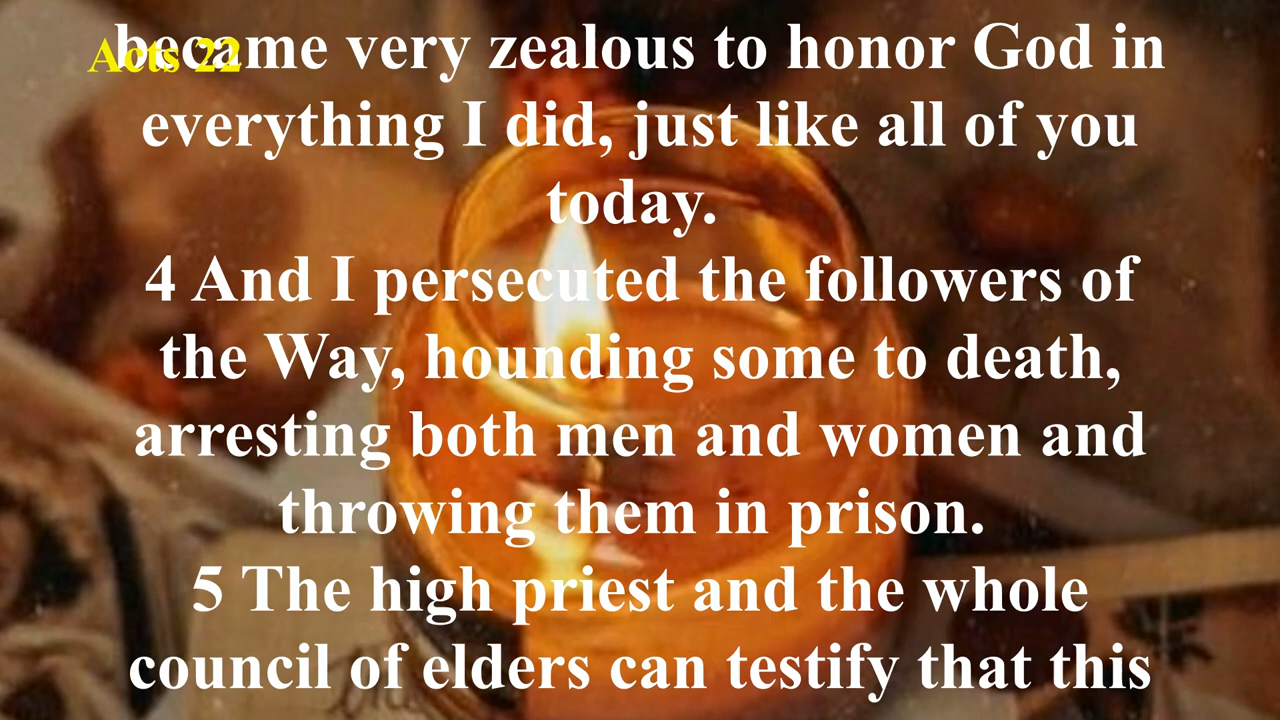 Acts 22
became very zealous to honor God in
everything I did, just like all of you
today.
4 And I persecuted the followers of
the Way, hounding some to death,
arresting both men and women and
throwing them in prison.
5 The high priest and the whole
council of elders can testify that this